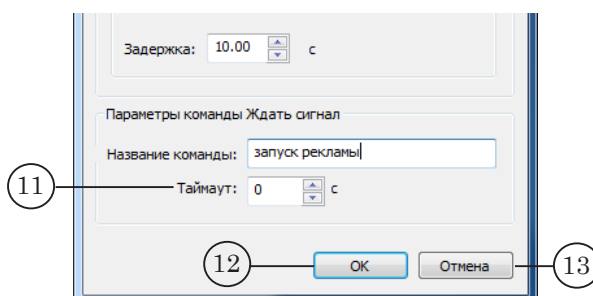 Задержка: 10.00 с
Параметры команды Ждать сигнал
Название команды: запуск рекламы
11 Таймаут: 0 с
12 OK Отмена 13